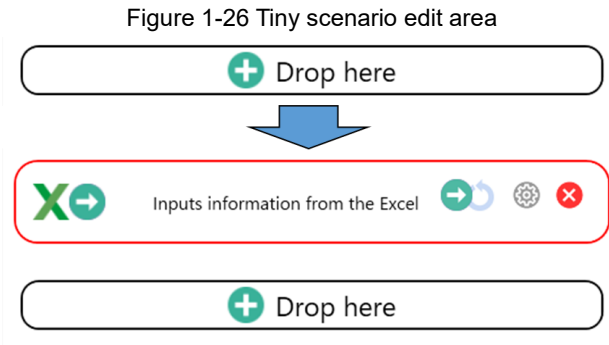 Figure 1-26 Tiny scenario edit area
Drop here
Inputs information from the Excel
Drop here